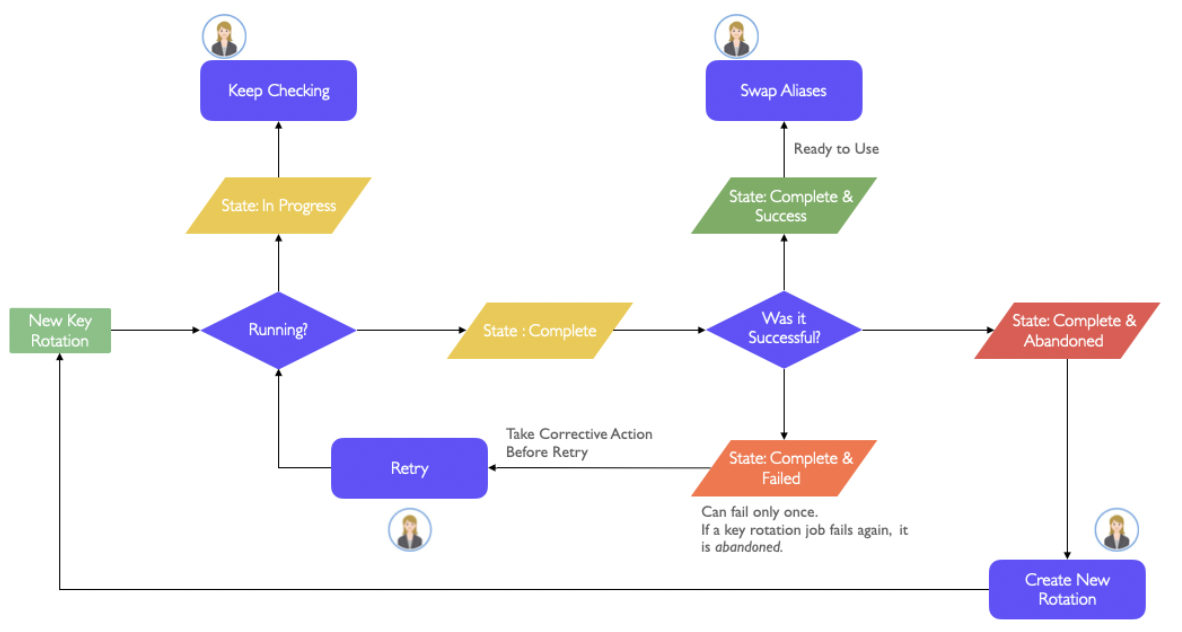 Keep Checking
Swap Aliases
Ready to Use
State: In Progress
State: Complete &
Success
New Key
Rotation
Running?
State : Complete
Was it
Successful?
State: Complete &
Abandoned
Take Corrective Action
Before Retry
Retry
State: Complete &
Failed
Can fail only once.
If a key rotation job fails again, it
is abandoned.
Create New
Rotation